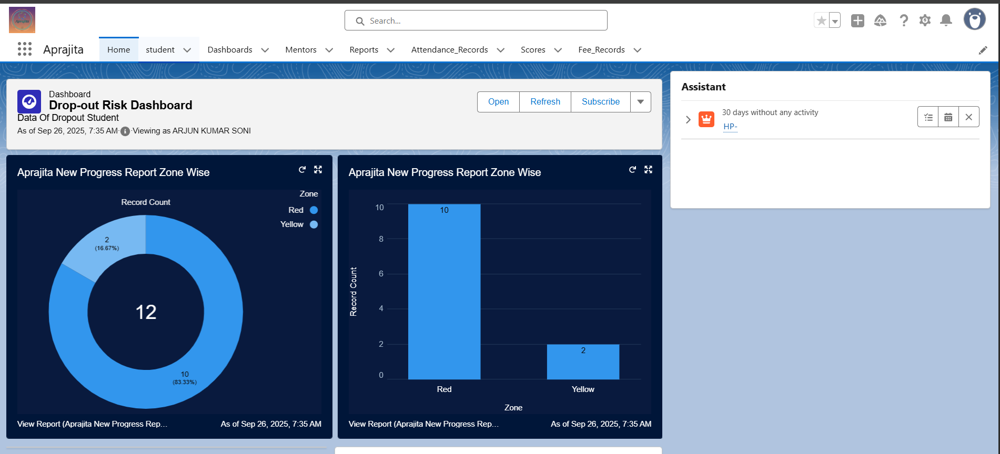 Aprajita
Search...
Aprajita
Home
student
Dashboards
Mentors
Reports
Attendance_Records
Scores
Fee_Records
Dashboard
Drop-out Risk Dashboard
Data Of Dropout Student
As of Sep 26, 2025, 7:35 AM·Viewing as ARJUN KUMAR SONI
Open
Refresh
Subscribe
Assistant
30 days without any activity
HP-
Aprajita New Progress Report Zone Wise
Record Count
Zone
Red
Yellow
2
(16.67%)
12
10
(83.33%)
View Report (Aprajita New Progress Rep...
As of Sep 26, 2025, 7:35 AM
Aprajita New Progress Report Zone Wise
Record Count
10
8
6
4
2
0
10
2
Red
Yellow
Zone
View Report (Aprajita New Progress Rep...
As of Sep 26, 2025, 7:35 AM